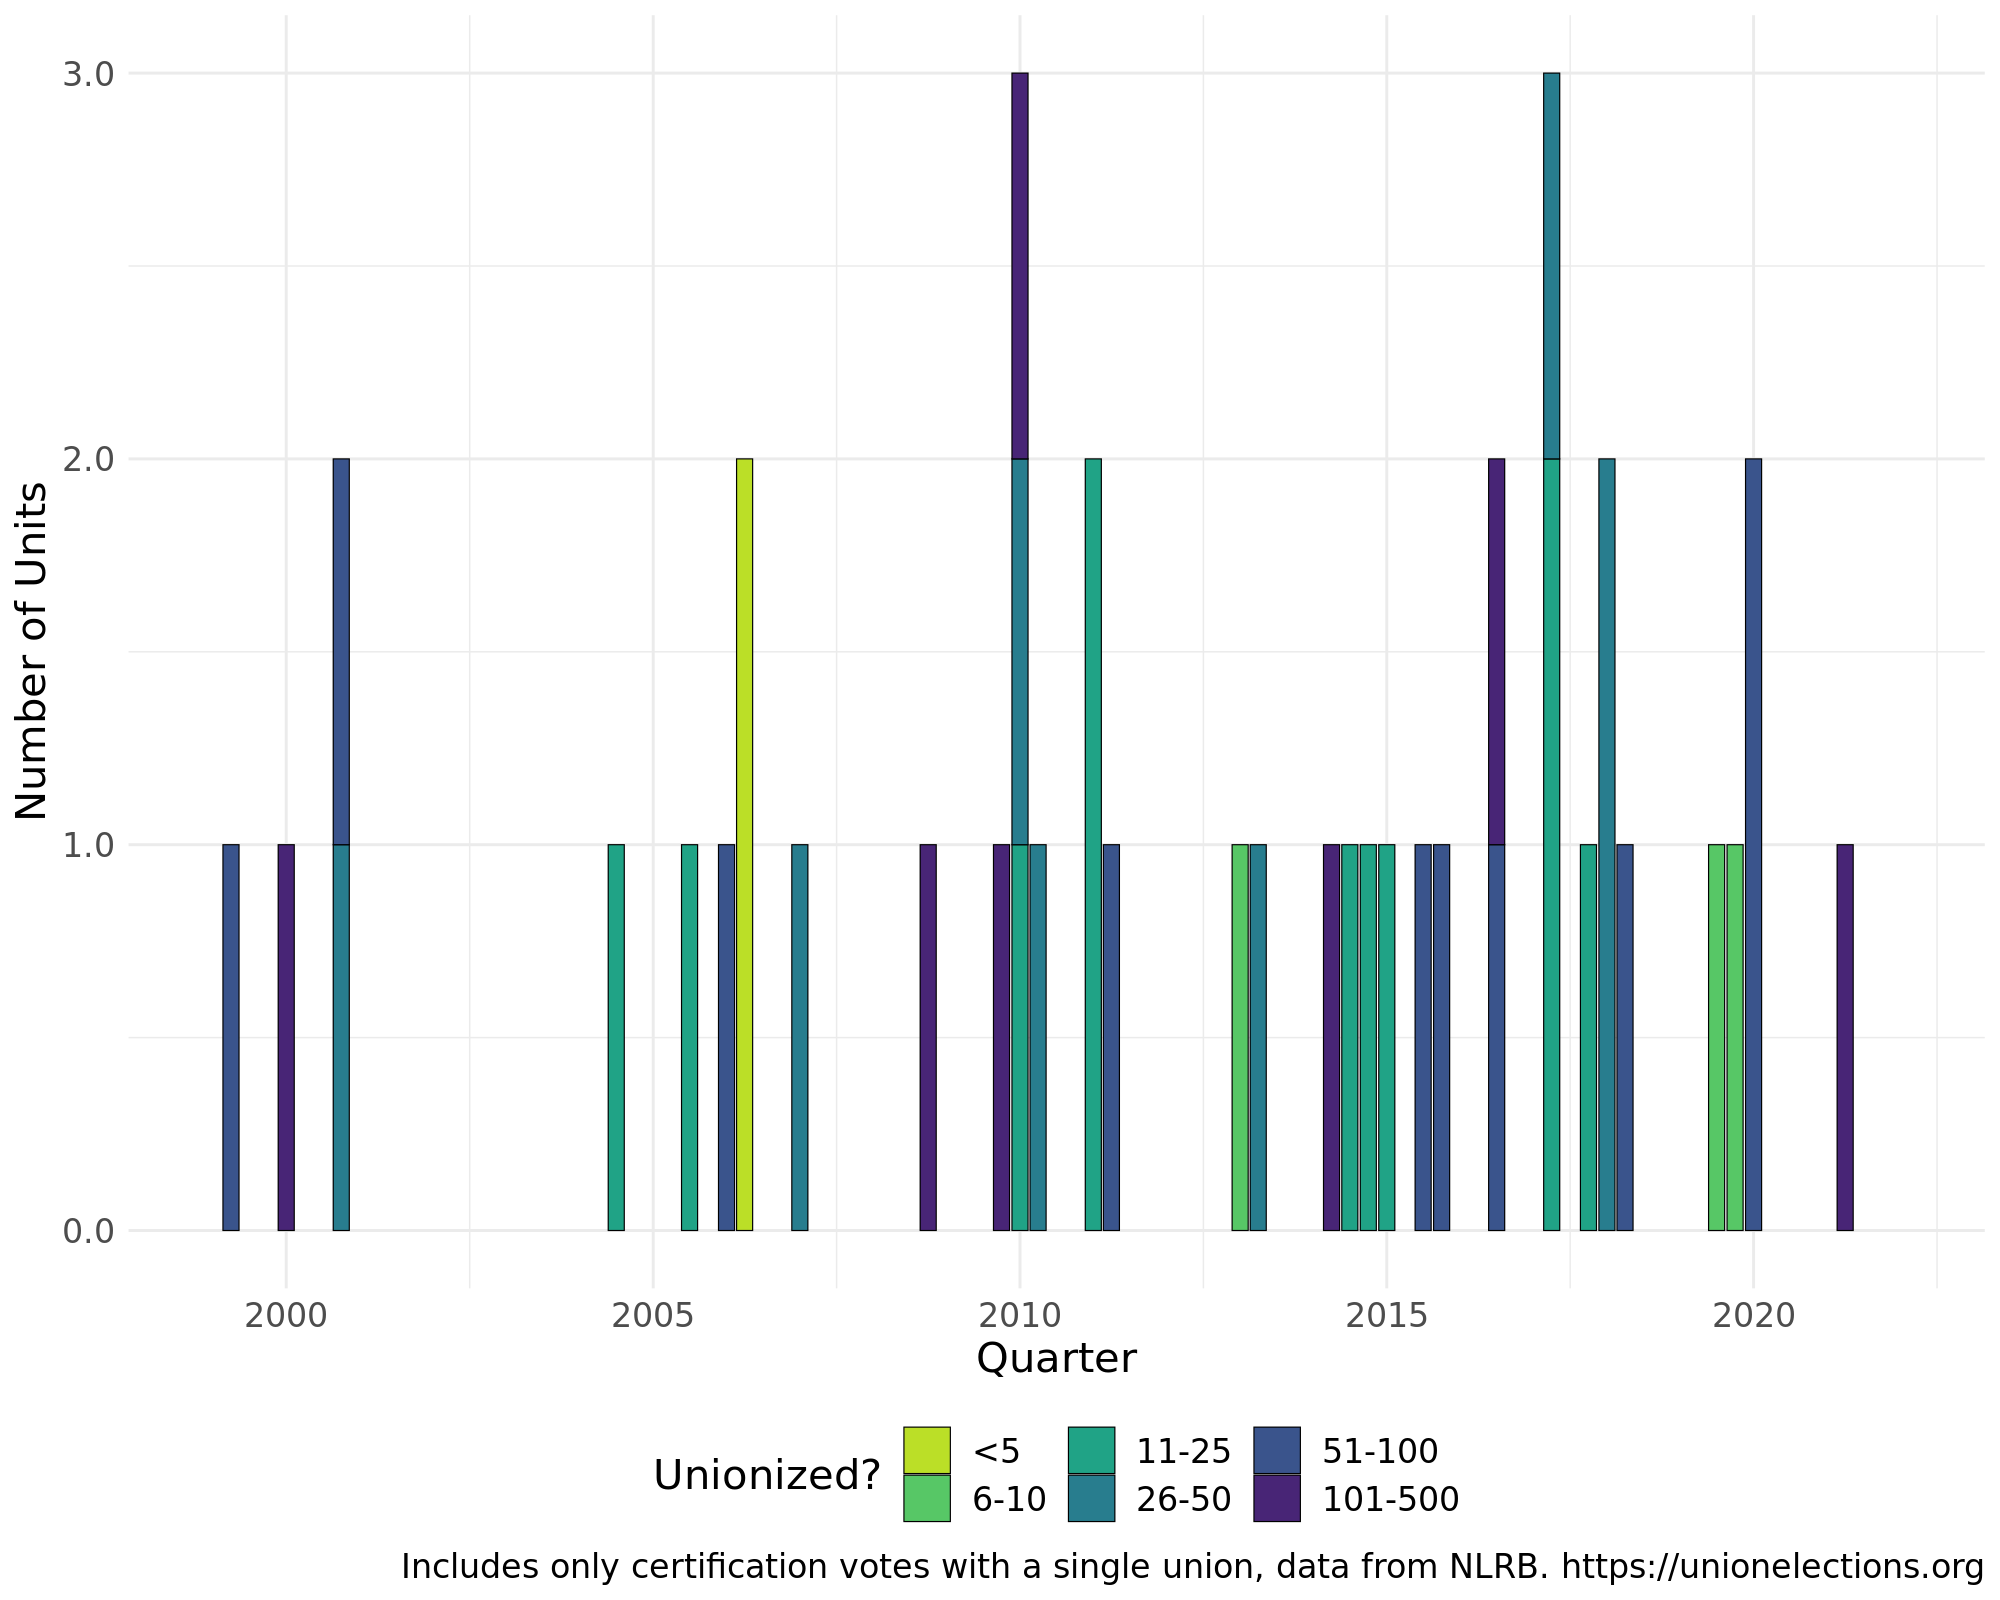 3.0
2.0
1.0
0.0
Number of Units
2000 2005 2010 2015 2020
Quarter
Unionized?
<5 11-25 51-100
6-10 26-50 101-500
Includes only certification votes with a single union, data from NLRB. https://unionelections.org